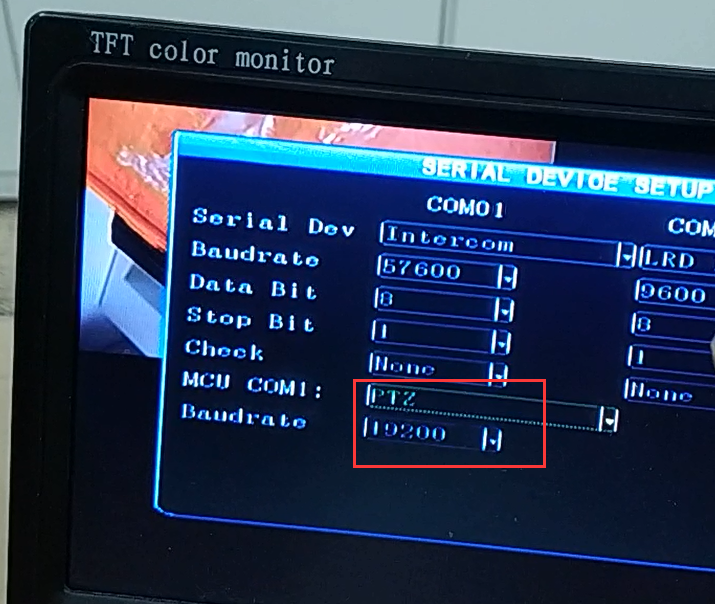 TFT color monitor
SERIAL DEVICE SETUP
COM01 COM
Serial Dev Intercom LRD
Baudrate 57600 9600
Data Bit 8 8
Stop Bit 1 1
Check None None
MCU COM1: PTZ
Baudrate 19200